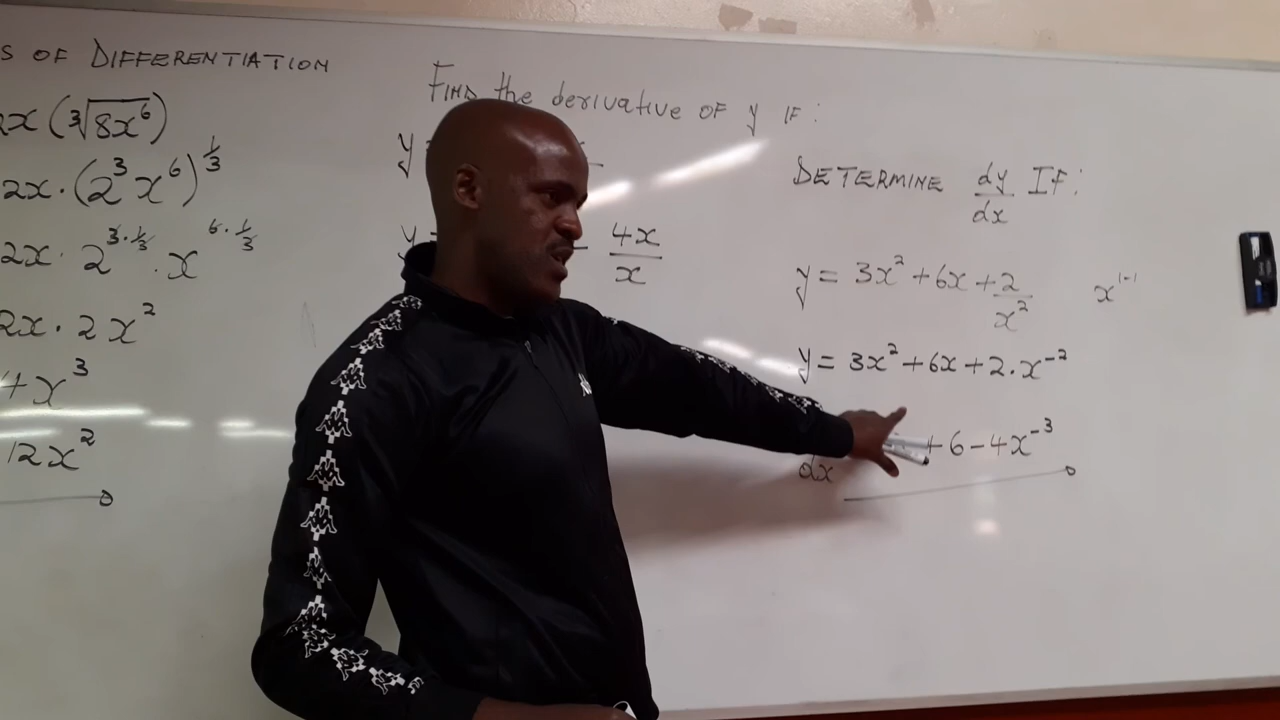 S OF DIFFERENTIATION
2x (∛8x⁶)
2x · (2³ x⁶)^(1/3)
2x · 2^(3·1/3) · x^(6·1/3)
2x · 2x²
4x³
12x²
FIND the derivative OF y IF :
y =
y = 4x/x
DETERMINE dy/dx IF :
y = 3x² + 6x + 2/x²
x^(1-1)
y = 3x² + 6x + 2·x⁻²
dx + 6 - 4x⁻³